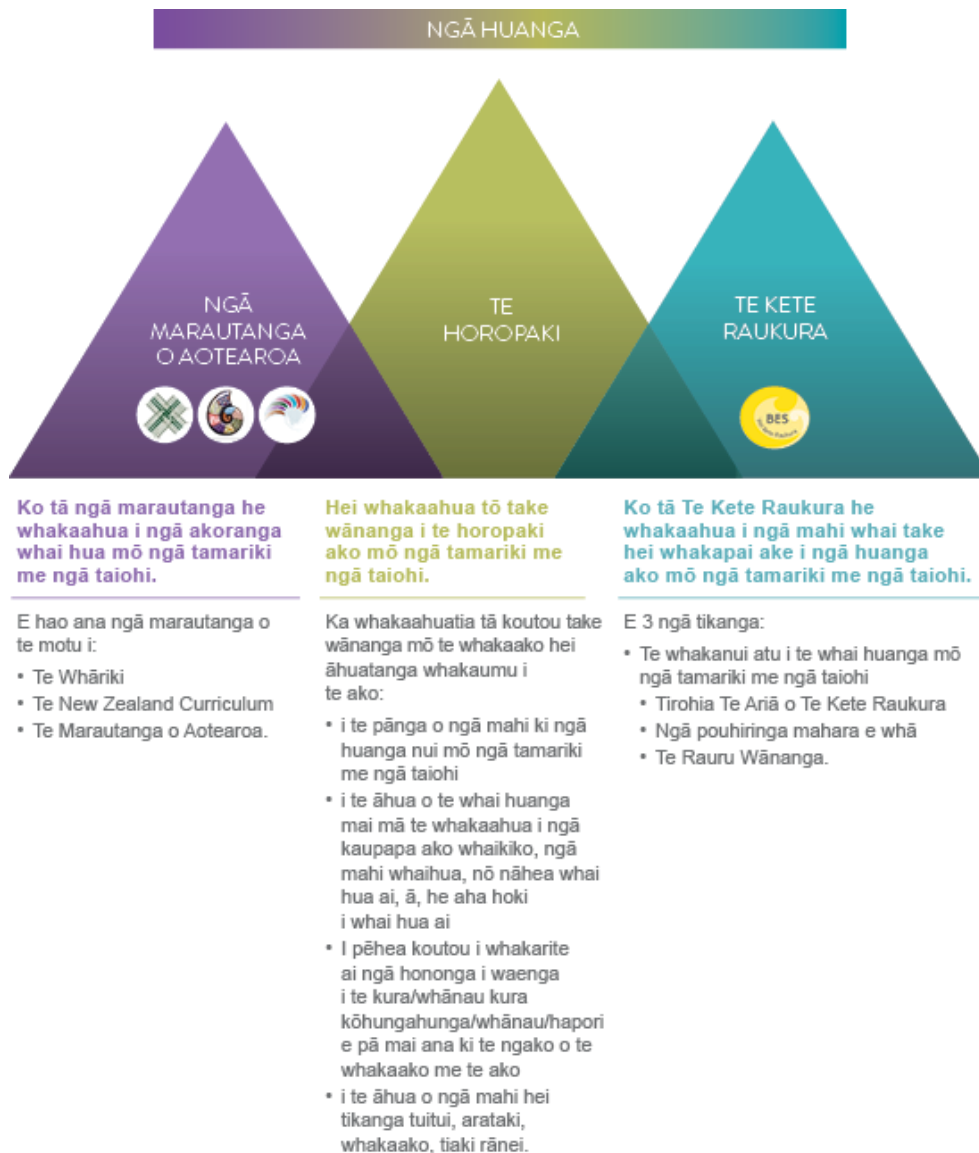 NGĀ HUANGA
NGĀ
MARAUTANGA
O AOTEAROA
TE
HOROPAKI
TE KETE
RAUKURA
BES
Ko tā ngā marautanga he
whakaahua i ngā akoranga
whai hua mō ngā tamariki
me ngā taiohi.
E hao ana ngā marautanga o
te motu i:
• Te Whāriki
• Te New Zealand Curriculum
• Te Marautanga o Aotearoa.
Hei whakaahua tō take
wānanga i te horopaki
ako mō ngā tamariki me
ngā taiohi.
Ka whakaahuatia tā koutou take
wānanga mō te whakaako hei
āhuatanga whakaumu i
te ako:
• i te pānga o ngā mahi ki ngā
huanga nui mō ngā tamariki
me ngā taiohi
• i te āhua o te whai huanga
mai mā te whakaahua i ngā
kaupapa ako whaikiko, ngā
mahi whaihua, nō nāhea whai
hua ai, ā, he aha hoki
i whai hua ai
• I pēhea koutou i whakarite
ai ngā hononga i waenga
i te kura/whānau kura
kōhungahunga/whānau/hapori
e pā mai ana ki te ngako o te
whakaako me te ako
• i te āhua o ngā mahi hei
tikanga tuitui, arataki,
whakaako, tiaki rānei.
Ko tā Te Kete Raukura he
whakaahua i ngā mahi whai take
hei whakapai ake i ngā huanga
ako mō ngā tamariki me ngā taiohi.
E 3 ngā tikanga:
• Te whakanui atu i te whai huanga mō
ngā tamariki me ngā taiohi
• Tirohia Te Ariā o Te Kete Raukura
• Ngā pouhiringa mahara e whā
• Te Rauru Wānanga.